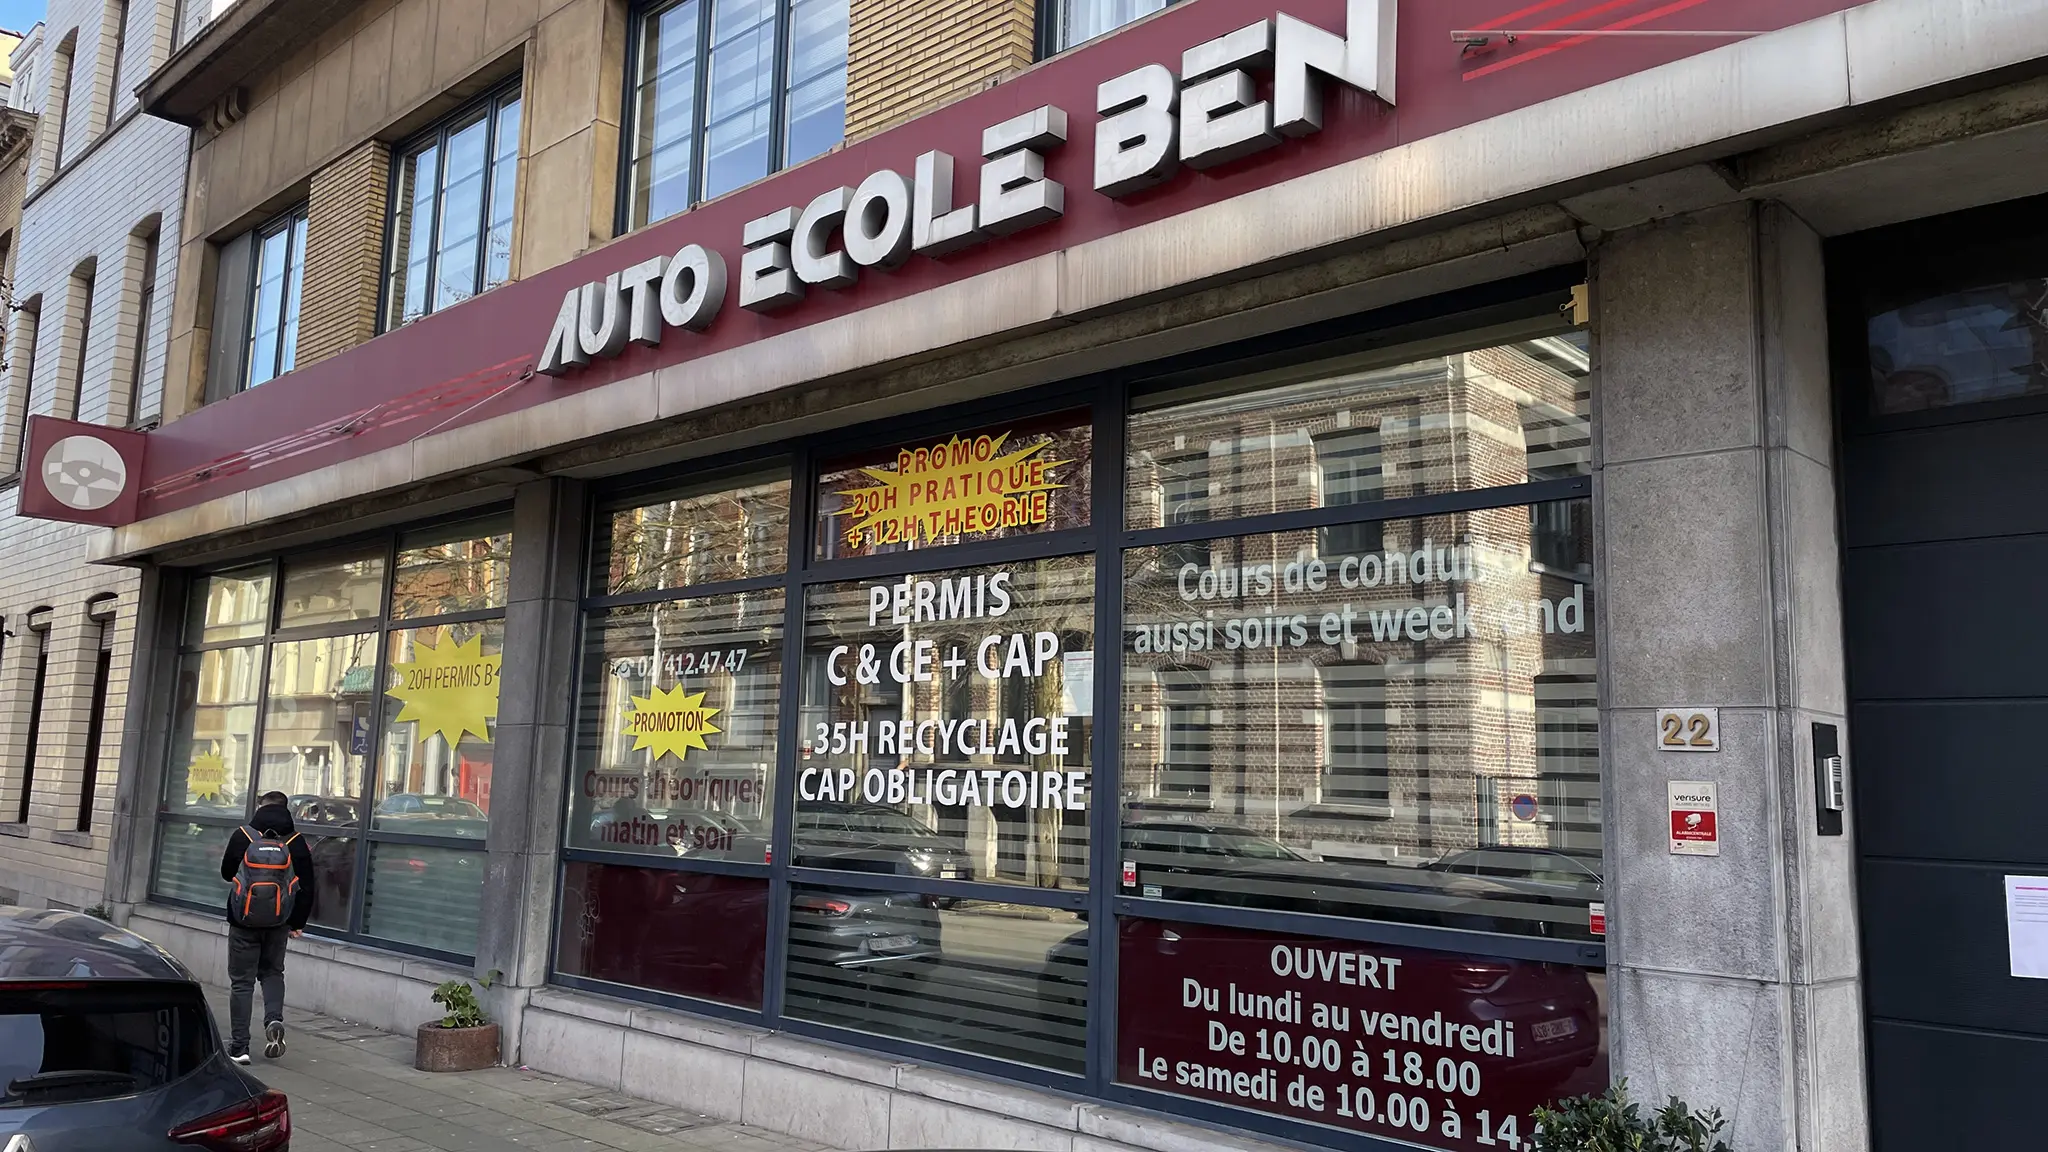 AUTO ECOLE BEN
PROMO
20H PRATIQUE
+ 12H THEORIE
20H PERMIS B
PROMOTION
02/412.47.47
PROMOTION
Cours théoriques
matin et soir
PERMIS
C & CE + CAP
35H RECYCLAGE
CAP OBLIGATOIRE
Cours de
aussi soirs et
OUVERT
Du lundi au vendredi
De 10.00 à 18.00
Le samedi de 10.00 à 14.
22
verisure
ALARMCENTRALE